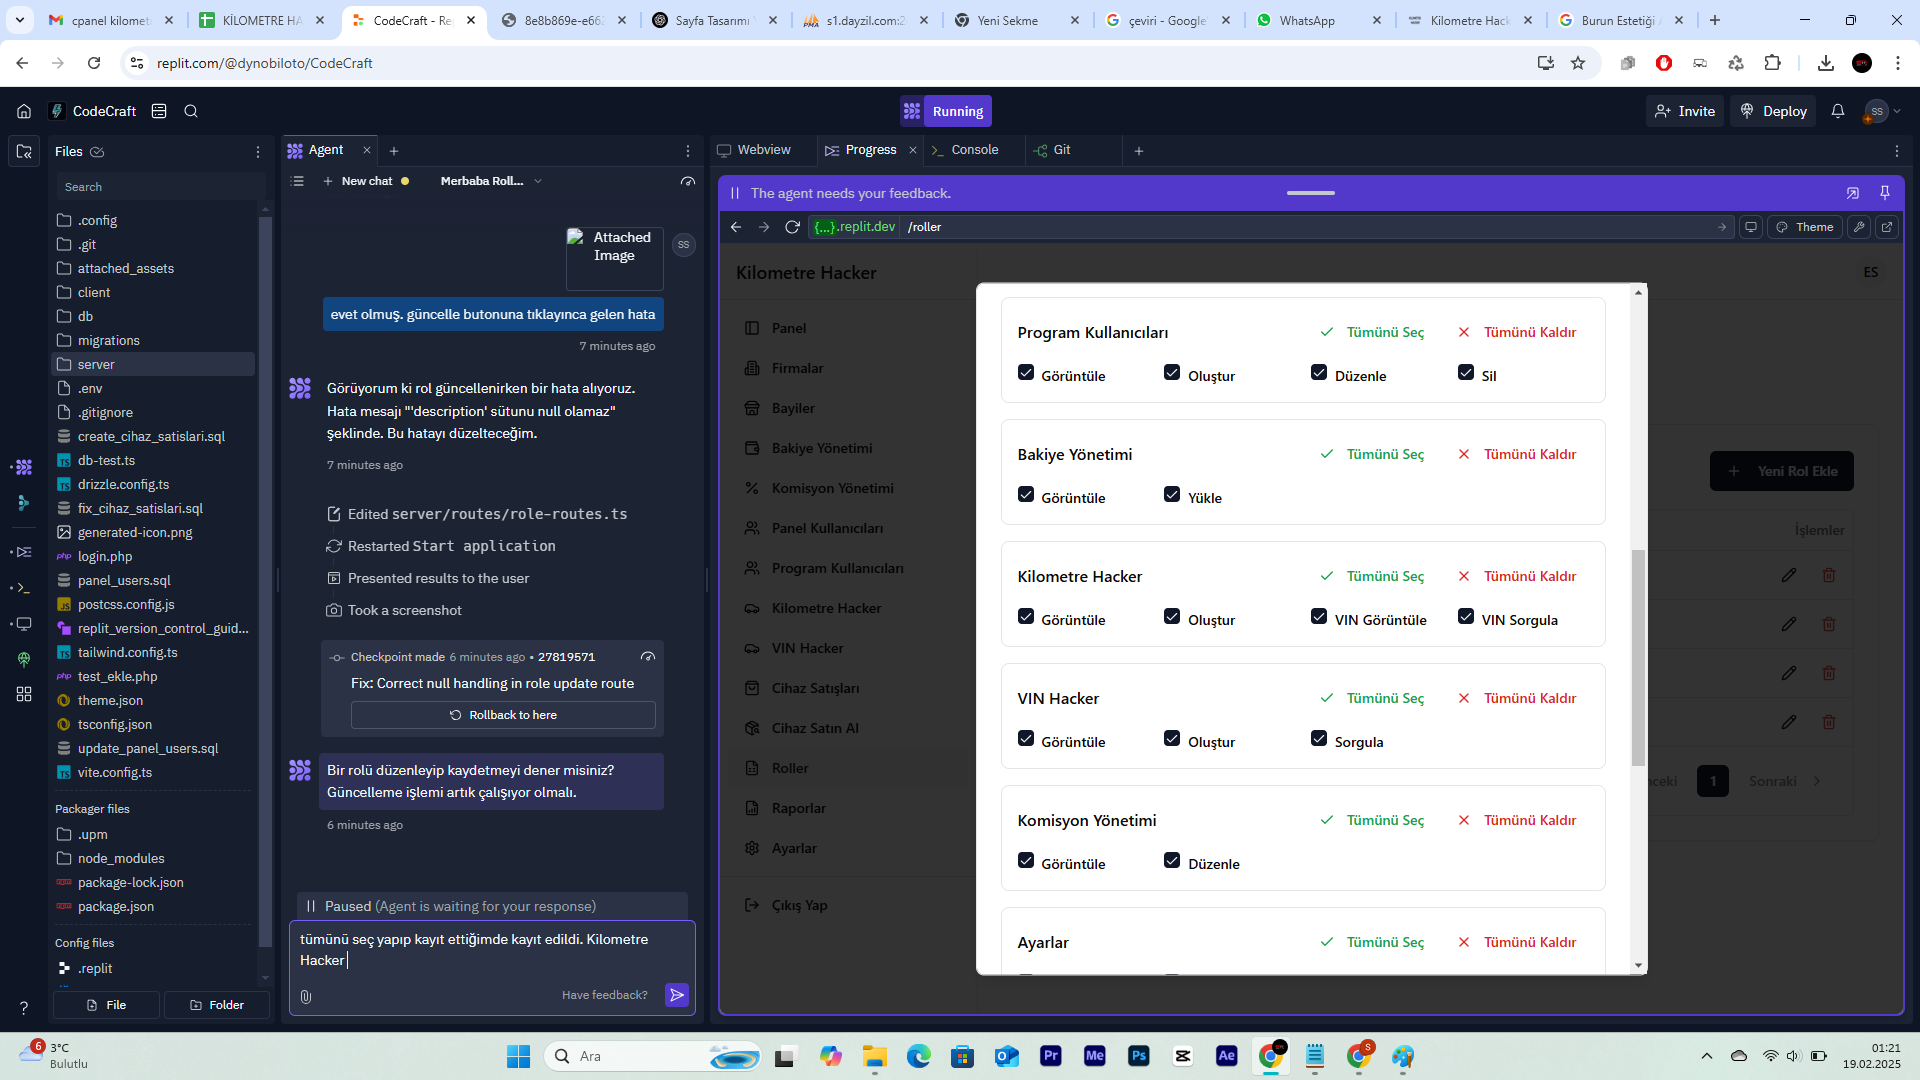 cpanel kilomet
KİLOMETRE HA
CodeCraft - Re
8e8b869e-e66
Sayfa Tasarımı
s1.dayzil.com:2
Yeni Sekme
çeviri - Google
WhatsApp
Kilometre Hack
Burun Estetiği
replit.com/@dynobiloto/CodeCraft
CodeCraft
Running
Invite
Deploy
SS
Files
Search
.config
.git
attached_assets
client
db
migrations
server
.env
.gitignore
create_cihaz_satislari.sql
db-test.ts
drizzle.config.ts
fix_cihaz_satislari.sql
generated-icon.png
login.php
panel_users.sql
postcss.config.js
replit_version_control_guid...
tailwind.config.ts
test_ekle.php
theme.json
tsconfig.json
update_panel_users.sql
vite.config.ts
Packager files
.upm
node_modules
package-lock.json
package.json
Config files
.replit
File
Folder
Agent
New chat
Merbaba Roll...
Attached
Image
SS
evet olmuş. güncelle butonuna tıklayınca gelen hata
7 minutes ago
Görüyorum ki rol güncellenirken bir hata alıyoruz.
Hata mesajı "'description' sütunu null olamaz"
şeklinde. Bu hatayı düzelteceğim.
7 minutes ago
Edited server/routes/role-routes.ts
Restarted Start application
Presented results to the user
Took a screenshot
Checkpoint made 6 minutes ago • 27819571
Fix: Correct null handling in role update route
Rollback to here
Bir rolü düzenleyip kaydetmeyi dener misiniz?
Güncelleme işlemi artık çalışıyor olmalı.
6 minutes ago
Paused (Agent is waiting for your response)
tümünü seç yapıp kayıt ettiğimde kayıt edildi. Kilometre
Hacker
Have feedback?
Webview
Progress
Console
Git
The agent needs your feedback.
{...}.replit.dev
/roller
Theme
Kilometre Hacker
ES
Panel
Firmalar
Bayiler
Bakiye Yönetimi
Komisyon Yönetimi
Panel Kullanıcıları
Program Kullanıcıları
Kilometre Hacker
VIN Hacker
Cihaz Satışları
Cihaz Satın Al
Roller
Raporlar
Ayarlar
Çıkış Yap
Program Kullanıcıları
Tümünü Seç
Tümünü Kaldır
Görüntüle
Oluştur
Düzenle
Sil
Bakiye Yönetimi
Tümünü Seç
Tümünü Kaldır
Görüntüle
Yükle
Kilometre Hacker
Tümünü Seç
Tümünü Kaldır
Görüntüle
Oluştur
VIN Görüntüle
VIN Sorgula
VIN Hacker
Tümünü Seç
Tümünü Kaldır
Görüntüle
Oluştur
Sorgula
Komisyon Yönetimi
Tümünü Seç
Tümünü Kaldır
Görüntüle
Düzenle
Ayarlar
Tümünü Seç
Tümünü Kaldır
Yeni Rol Ekle
İşlemler
1
Sonraki
?
6
3°C
Bulutlu
Ara
Pr
Me
Ps
Ae
S
01:21
19.02.2025